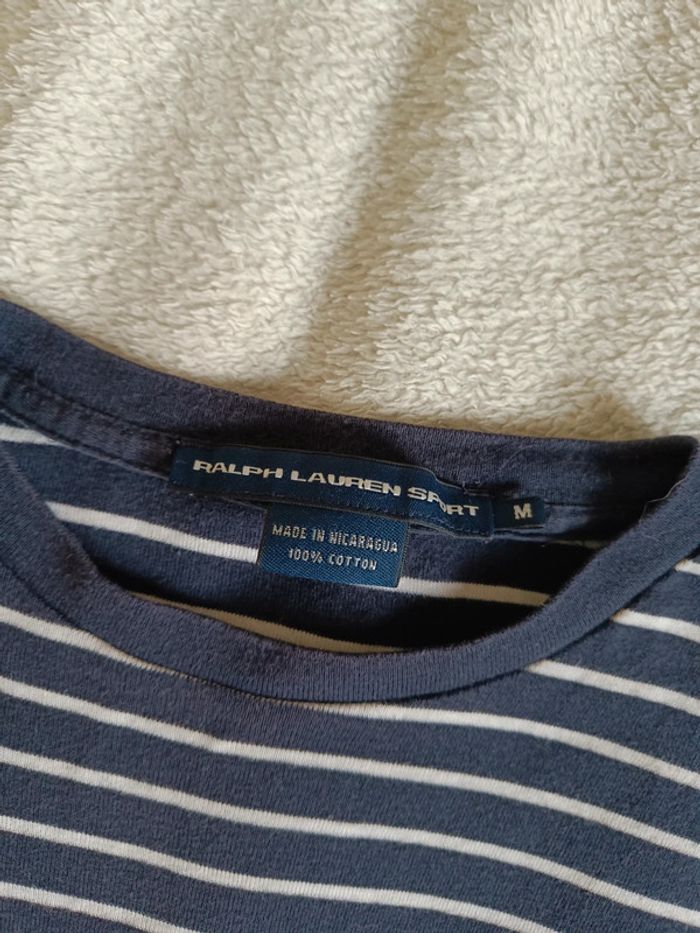 RALPH LAUREN SPORT
M
MADE IN NICARAGUA
100% COTTON